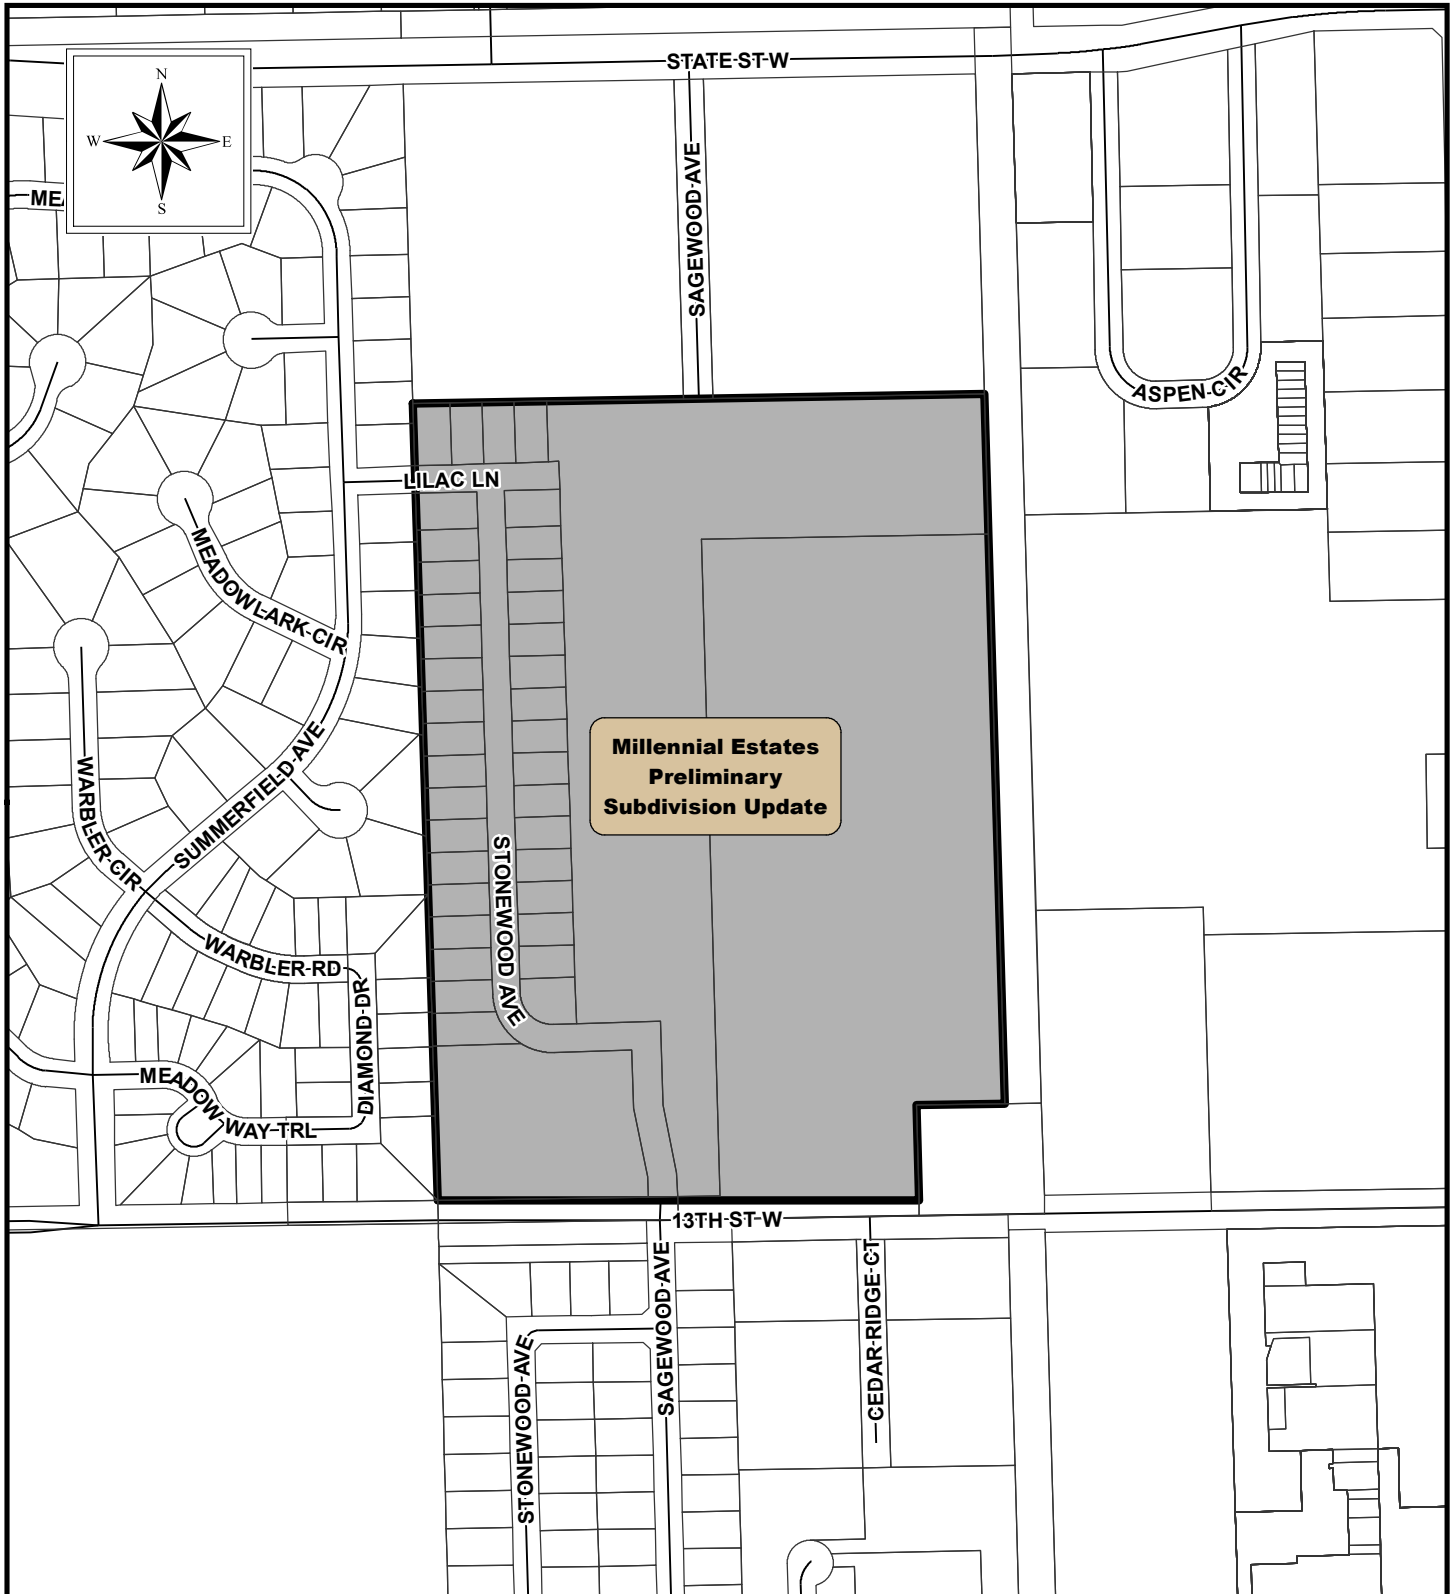 STATE ST W
N
W
E
S
MEA
SAGEWOOD AVE
ASPEN CIR
LILAC LN
MEADOWLARK CIR
SUMMERFIELD AVE
WARBLER CIR
Millennial Estates
Preliminary
Subdivision Update
STONEWOOD AVE
WARBLER RD
DIAMOND DR
MEADOW WAY TRL
13TH ST W
STONEWOOD AVE
SAGEWOOD AVE
CEDAR RIDGE CT